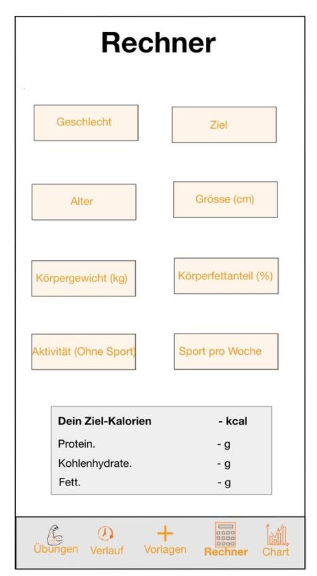 Rechner
Geschlecht
Ziel
Alter
Grösse (cm)
Körpergewicht (kg)
Körperfettanteil (%)
Aktivität (Ohne Sport)
Sport pro Woche
Dein Ziel-Kalorien - kcal
Protein. - g
Kohlenhydrate. - g
Fett. - g
Übungen Verlauf Vorlagen Rechner Chart